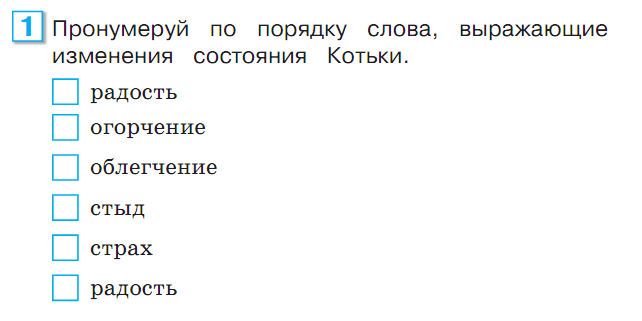 1 Пронумеруй по порядку слова, выражающие
изменения состояния Котьки.
радость
огорчение
облегчение
стыд
страх
радость